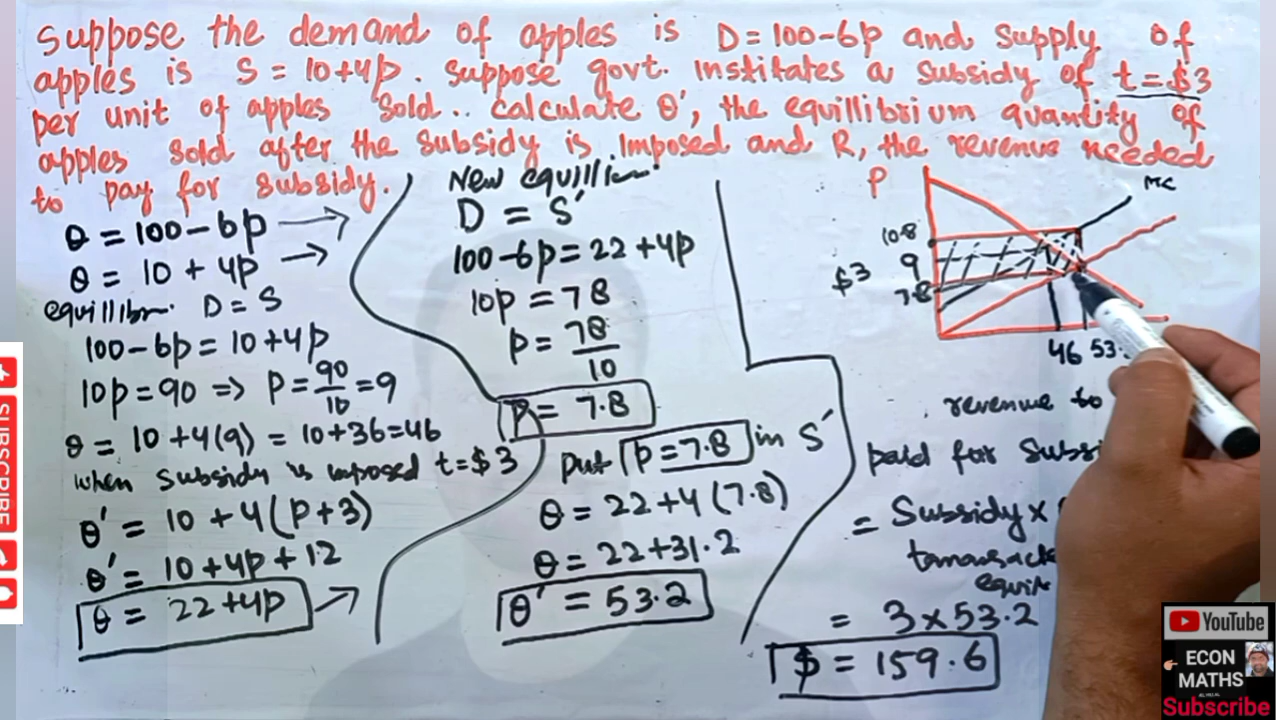 Suppose the demand of apples is D = 100-6p and supply of
apples is S = 10+4p. Suppose govt. institates a subsidy of t = $3
per unit of apples sold.. calculate θ', the equillibrium quantity of
apples sold after the subsidy is imposed and R, the revenue needed
to pay for subsidy.
θ = 100-6p
θ = 10 + 4p
equillibr. D = S
100-6p = 10+4p
10p = 90 => P = 90/10 = 9
θ = 10 +4(9) = 10+36=46
when subsidy is imposed t=$3
θ' = 10 + 4(P+3)
θ' = 10+4p+12
θ = 22+4p
New equilli
D = S'
100-6p = 22+4p
10p = 78
p = 78/10
p = 7.8
put p=7.8 in S'
θ = 22+4(7.8)
θ = 22+31.2
θ' = 53.2
P
MC
10.8
9
$3
7.8
46 53.
revenue to
paid for Subsi
= Subsidy ×
= 3×53.2
$ = 159.6
SUBSCRIBE
YouTube
ECON
MATHS
Subscribe